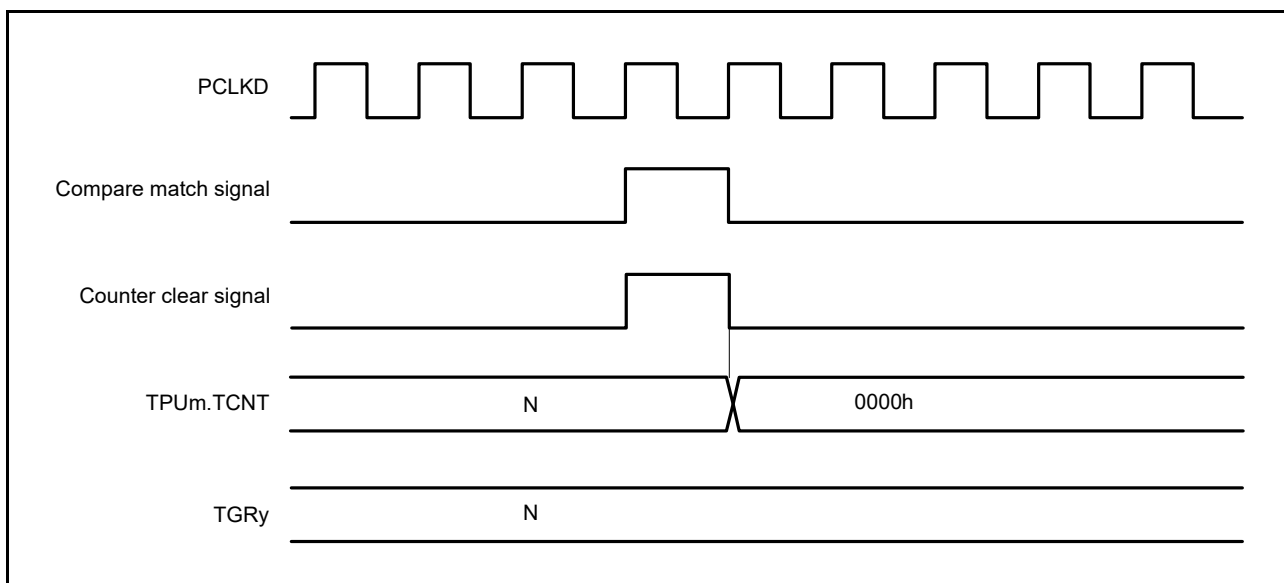 PCLKD
Compare match signal
Counter clear signal
TPUm.TCNT N 0000h
TGRy N